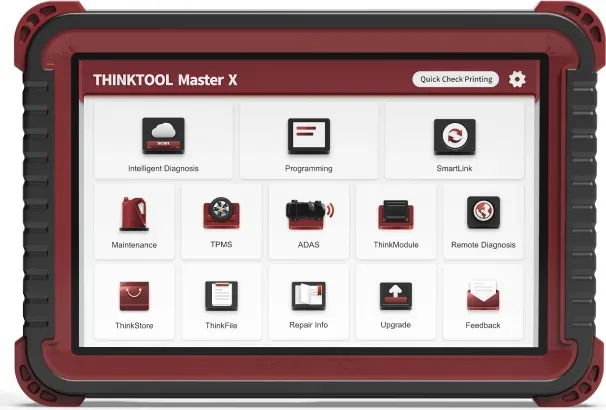 THINKTOOL Master X
Quick Check Printing
SCAN
Intelligent Diagnosis
Programming
SmartLink
Maintenance
TPMS
ADAS
ThinkModule
Remote Diagnosis
ThinkStore
ThinkFile
Repair Info
Upgrade
Feedback